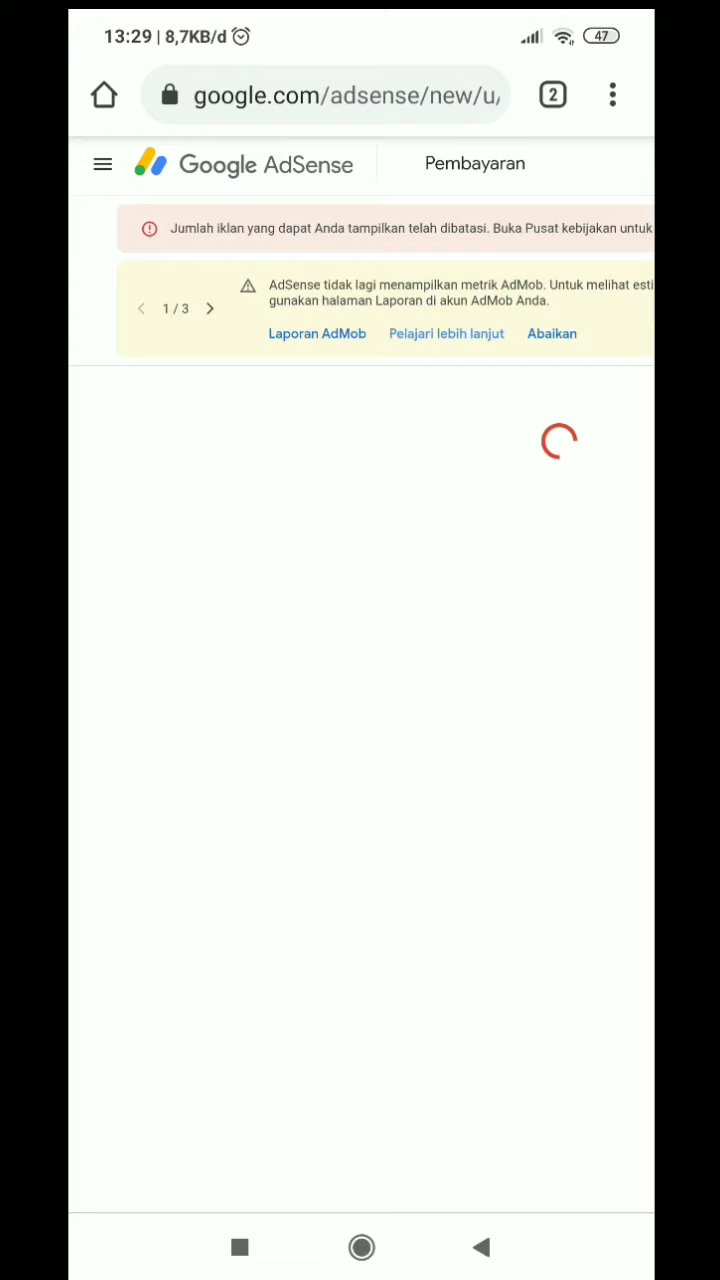 13:29 | 8,7KB/d
47
google.com/adsense/new/u/
2
Google AdSense
Pembayaran
Jumlah iklan yang dapat Anda tampilkan telah dibatasi. Buka Pusat kebijakan untuk
AdSense tidak lagi menampilkan metrik AdMob. Untuk melihat esti
gunakan halaman Laporan di akun AdMob Anda.
1 / 3
Laporan AdMob
Pelajari lebih lanjut
Abaikan